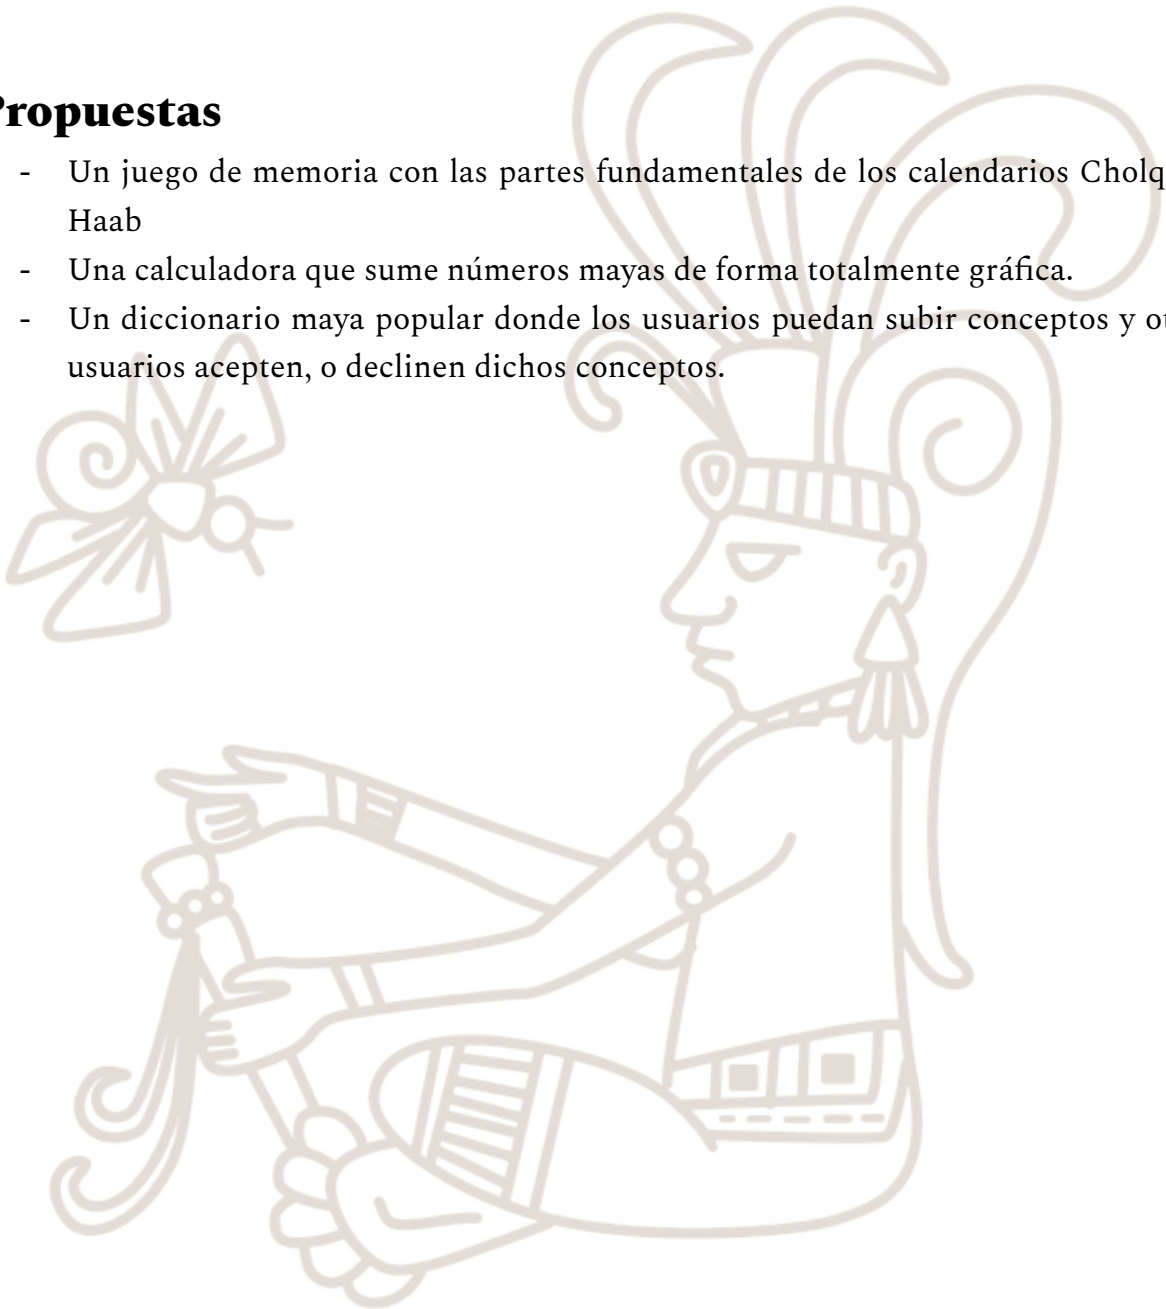 Propuestas
- Un juego de memoria con las partes fundamentales de los calendarios
Haab
- Una calculadora que sume números mayas de forma totalmente gráfica.
- Un diccionario maya popular donde los usuarios puedan subir conceptos y
usuarios acepten, o declinen dichos conceptos.